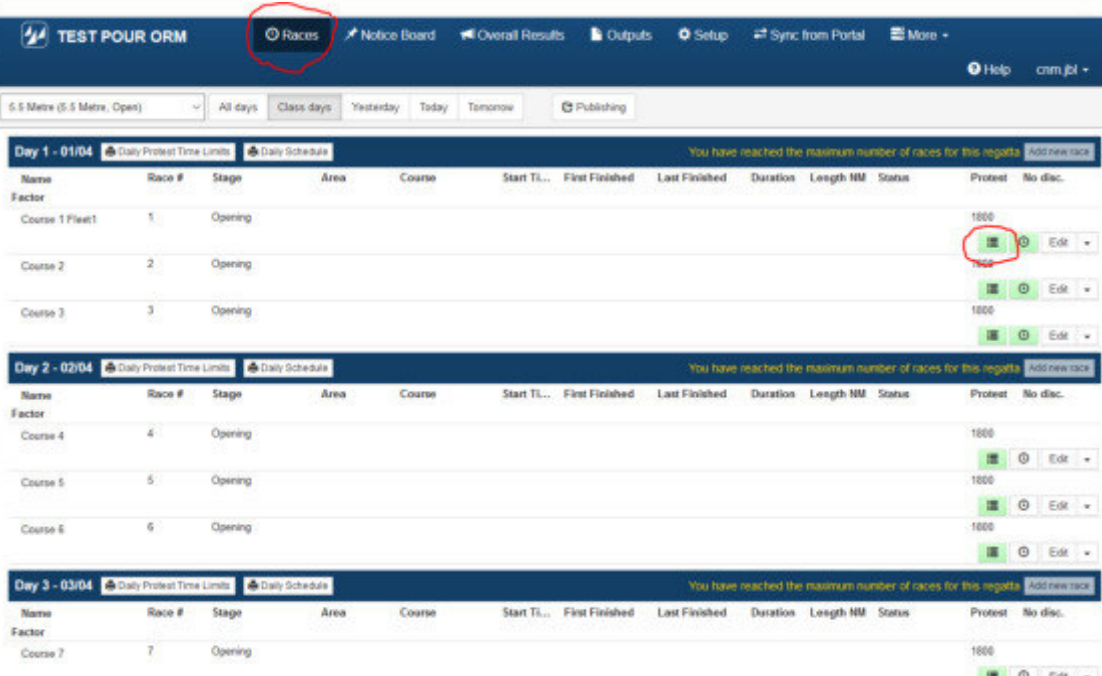 TEST POUR ORM Races Notice Board Overall Results Outputs Setup Sync from Portal More
Help cnm.jbl
5.5 Metre (5.5 Metre, Open) All days Class days Yesterday Today Tomorrow Publishing
Day 1 - 01/04 Daily Protest Time Limits Daily Schedule You have reached the maximum number of races for this regatta Add new race
Name Race # Stage Area Course Start Ti... First Finished Last Finished Duration Length NM Status Protest No disc.
Factor
Course 1 Fleet1 1 Opening 1800
Edit
Course 2 2 Opening 1800
Edit
Course 3 3 Opening 1800
Edit
Day 2 - 02/04 Daily Protest Time Limits Daily Schedule You have reached the maximum number of races for this regatta Add new race
Name Race # Stage Area Course Start Ti... First Finished Last Finished Duration Length NM Status Protest No disc.
Factor
Course 4 4 Opening 1800
Edit
Course 5 5 Opening 1800
Edit
Course 6 6 Opening 1800
Edit
Day 3 - 03/04 Daily Protest Time Limits Daily Schedule You have reached the maximum number of races for this regatta Add new race
Name Race # Stage Area Course Start Ti... First Finished Last Finished Duration Length NM Status Protest No disc.
Factor
Course 7 7 Opening 1800
Edit